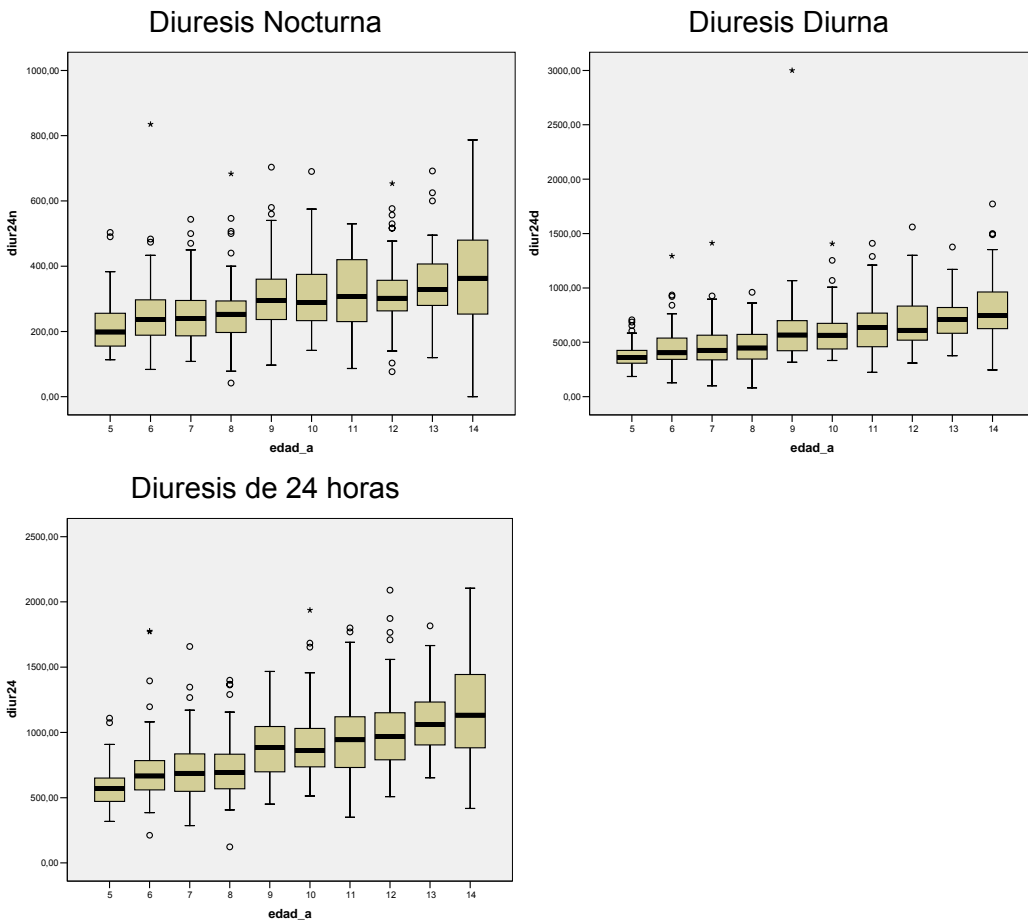 Diuresis Nocturna
1000,00
800,00
600,00
400,00
200,00
0,00
diur24n
5 6 7 8 9 10 11 12 13 14
edad_a
Diuresis Diurna
3000,00
2500,00
2000,00
1500,00
1000,00
500,00
0,00
diur24d
5 6 7 8 9 10 11 12 13 14
edad_a
Diuresis de 24 horas
2500,00
2000,00
1500,00
1000,00
500,00
0,00
diur24
5 6 7 8 9 10 11 12 13 14
edad_a